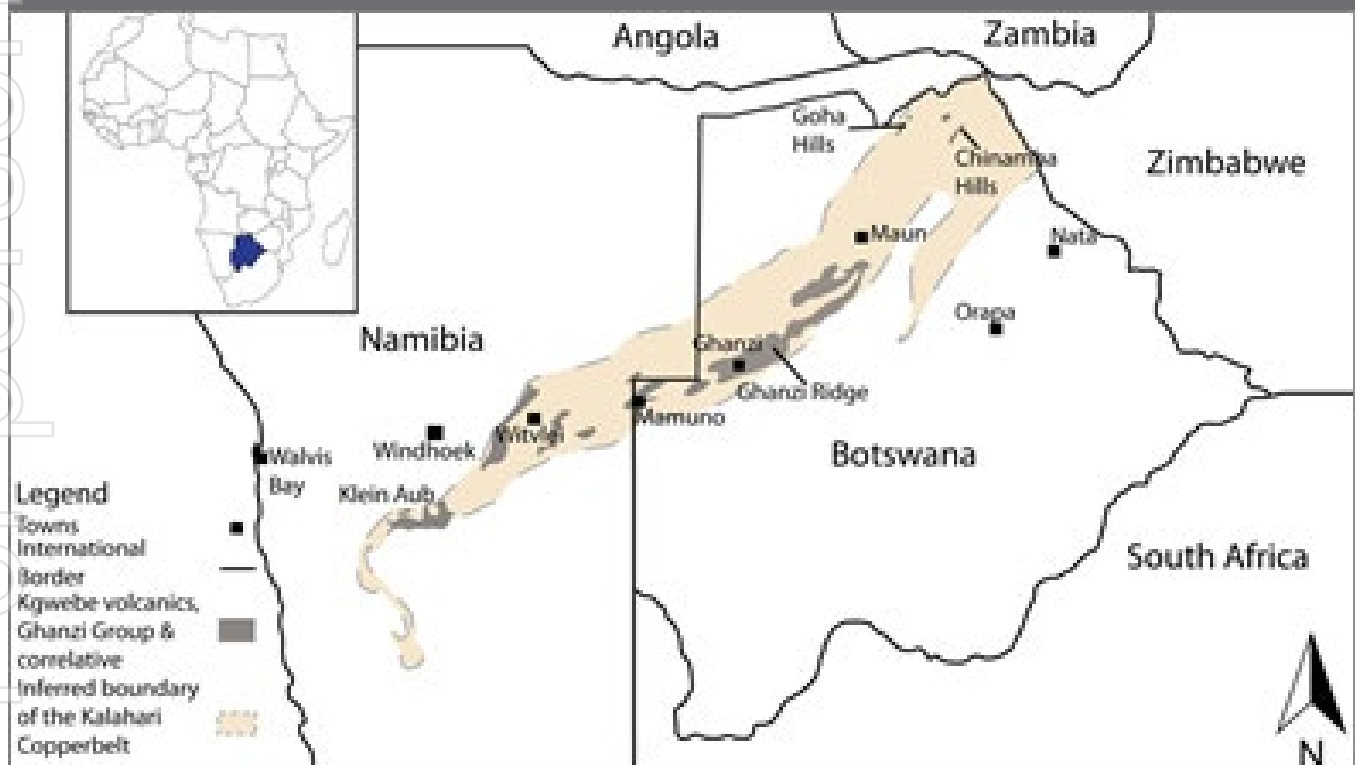 Angola
Zambia
Goha
Hills
Chinamba
Hills
Zimbabwe
Maun
Nata
Orapa
Namibia
Ghanzi
Ghanzi Ridge
Mamuno
Witvlei
Windhoek
Botswana
Walvis
Bay
Klein Aub
South Africa
Legend
Towns
International
Border
Kgwebe volcanics,
Ghanzi Group &
correlative
Inferred boundary
of the Kalahari
Copperbelt
N